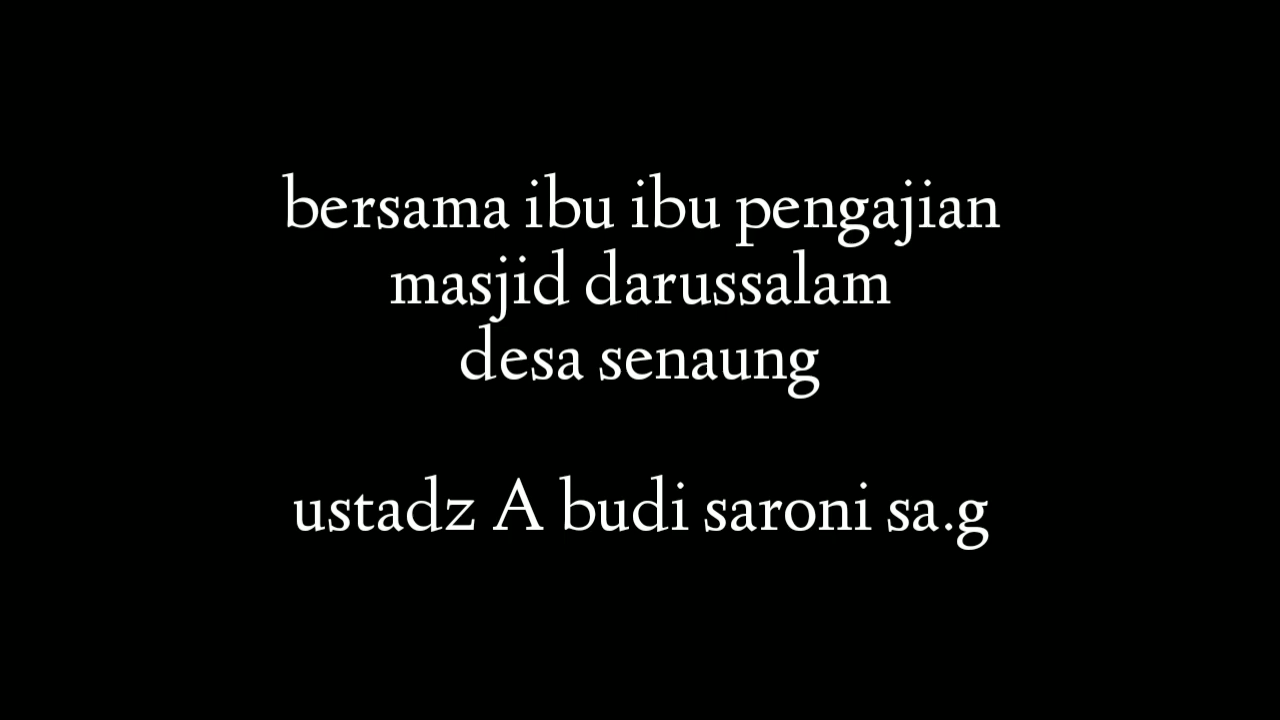 bersama ibu ibu pengajian
masjid darussalam
desa senaung
ustadz A budi saroni sa.g